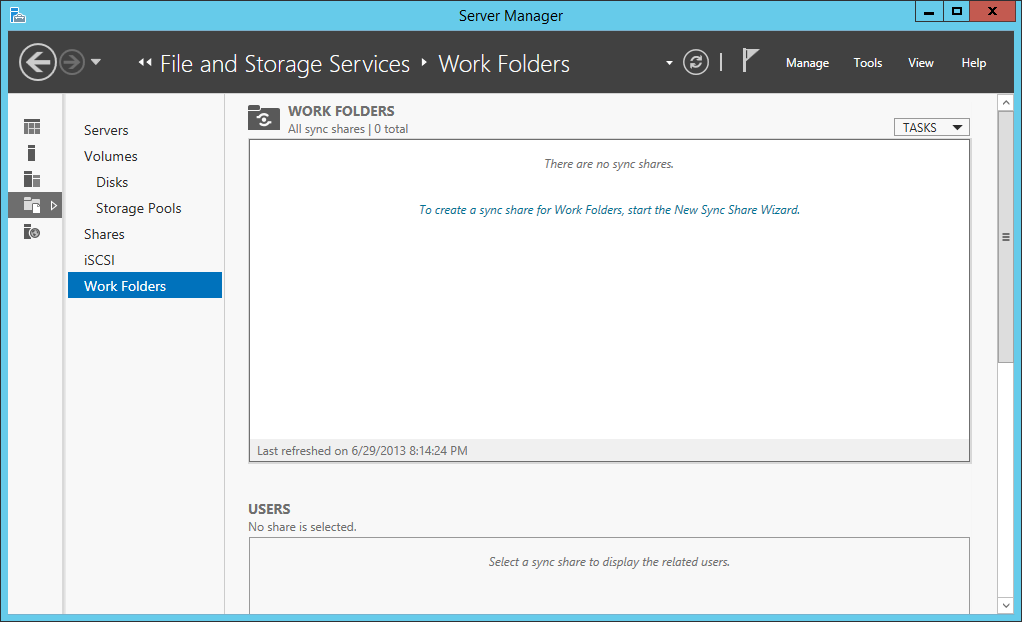 Server Manager
File and Storage Services
Work Folders
Manage
Tools
View
Help
Servers
Volumes
Disks
Storage Pools
Shares
iSCSI
Work Folders
WORK FOLDERS
All sync shares | 0 total
TASKS
There are no sync shares.
To create a sync share for Work Folders, start the New Sync Share Wizard.
Last refreshed on 6/29/2013 8:14:24 PM
USERS
No share is selected.
Select a sync share to display the related users.